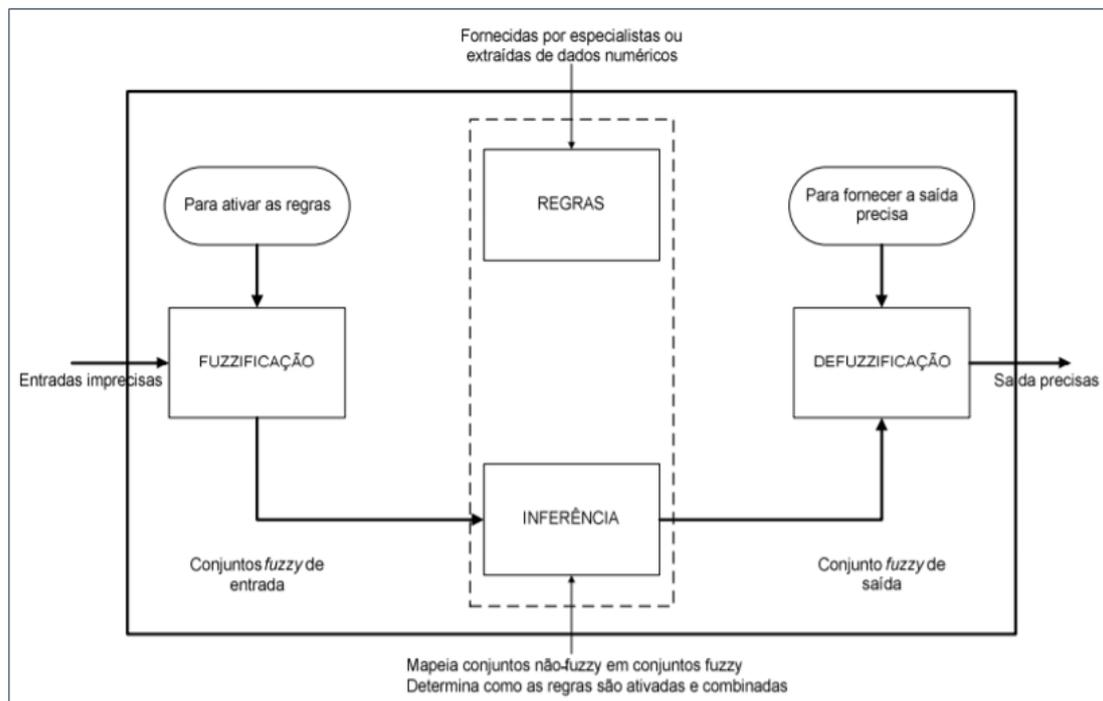 Fornecidas por especialistas ou
extraídas de dados numéricos
Para ativar as regras
REGRAS
Para fornecer a saída
precisa
FUZZIFICAÇÃO
DEFUZZIFICAÇÃO
Entradas imprecisas
Saída precisas
INFERÊNCIA
Conjuntos fuzzy de
entrada
Conjunto fuzzy de
saída
Mapeia conjuntos não-fuzzy em conjuntos fuzzy
Determina como as regras são ativadas e combinadas